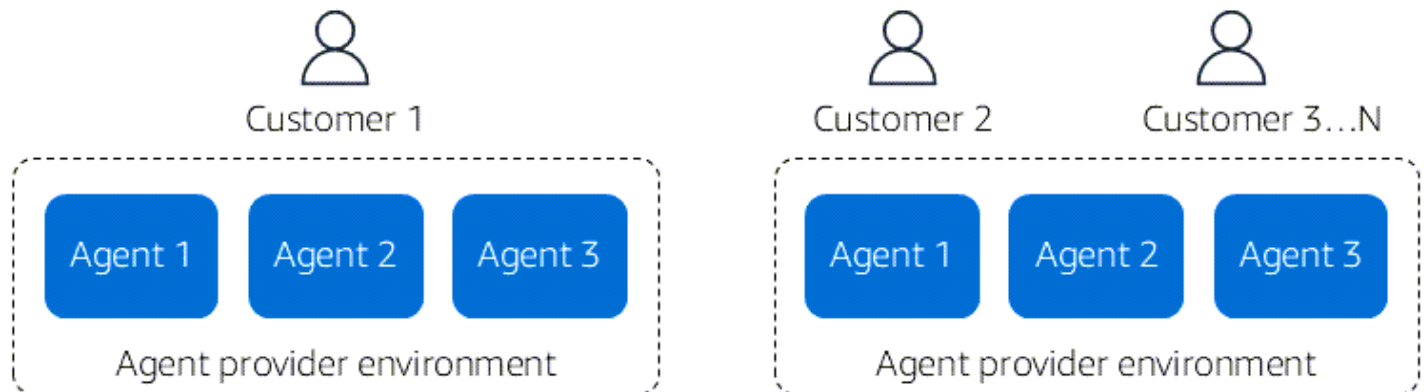 Customer 1
Customer 2
Customer 3...N
Agent 1
Agent 2
Agent 3
Agent provider environment
Agent 1
Agent 2
Agent 3
Agent provider environment